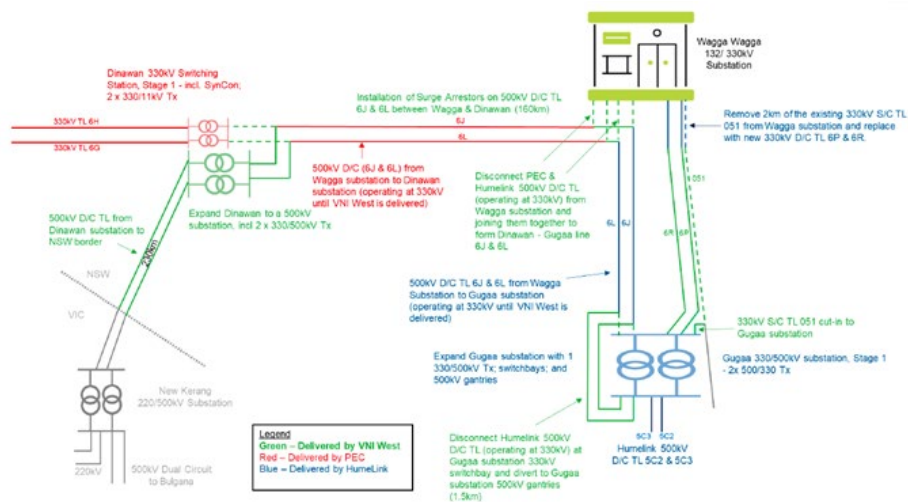 Wagga Wagga
132/ 330kV
Substation
Dinawan 330kV Switching
Station, Stage 1 - incl. SynCon;
2 x 330/11kV Tx
Installation of Surge Arrestors on 500kV D/C TL
6J & 6L between Wagga & Dinawan (160km)
Remove 2km of the existing 330kV S/C TL
051 from Wagga substation and replace
with new 330kV D/C TL 6P & 6R.
330kV TL 6H
330kV TL 6G
6J
6L
500kV D/C (6J & 6L) from
Wagga substation to Dinawan
substation (operating at 330kV
until VNI West is delivered)
Disconnect PEC &
Humelink 500kV D/C TL
(operating at 330kV) from
Wagga substation and
joining them together to
form Dinawan - Gugaa line
6J & 6L
051
500kV D/C TL from
Dinawan substation to
NSW border
Expand Dinawan to a 500kV
substation, incl 2 x 330/500kV Tx
230km
6L
6J
6R
6P
NSW
VIC
500kV D/C TL 6J & 6L from Wagga
Substation to Gugaa substation
(operating at 330kV until VNI West is
delivered)
330kV S/C TL 051 cut-in to
Gugaa substation
Expand Gugaa substation with 1
330/500kV Tx; switchbays; and
500kV gantries
Gugaa 330/500kV substation, Stage 1
- 2x 500/330 Tx
New Kerang
220/500kV Substation
220kV
500kV Dual Circuit
to Bulgana
Legend
Green – Delivered by VNI West
Red – Delivered by PEC
Blue – Delivered by HumeLink
Disconnect Humelink 500kV
D/C TL (operating at 330kV) at
Gugaa substation 330kV
switchbay and divert to Gugaa
substation 500kV gantries
(1.5km)
5C3
5C2
Humelink 500kV
D/C TL 5C2 & 5C3